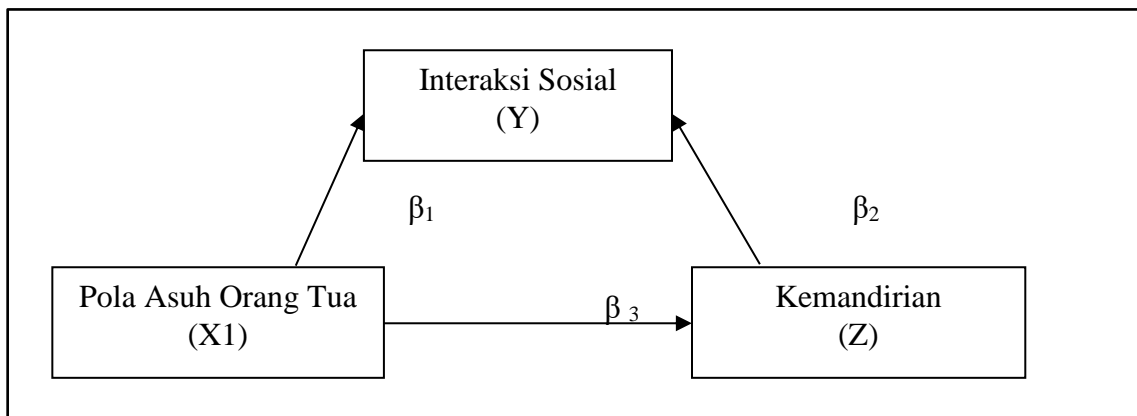 Interaksi Sosial
(Y)
β₁
β₂
Pola Asuh Orang Tua
(X1)
β ₃
Kemandirian
(Z)